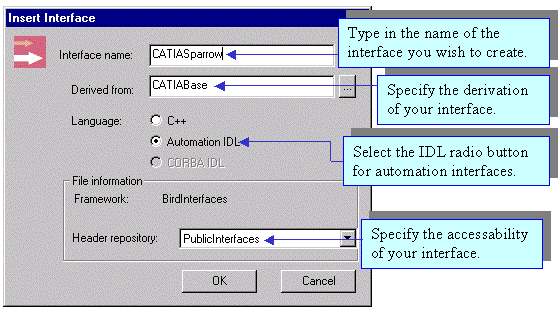 Insert Interface
Type in the name of the
interface you wish to create.
Interface name: CATIASparrow
Derived from: CATIABase ...
Specify the derivation
of your interface.
Language: C++
Automation IDL
CORBA IDL
Select the IDL radio button
for automation interfaces.
File information
Framework: BirdInterfaces
Header repository: PublicInterfaces
Specify the accessability
of your interface.
OK Cancel